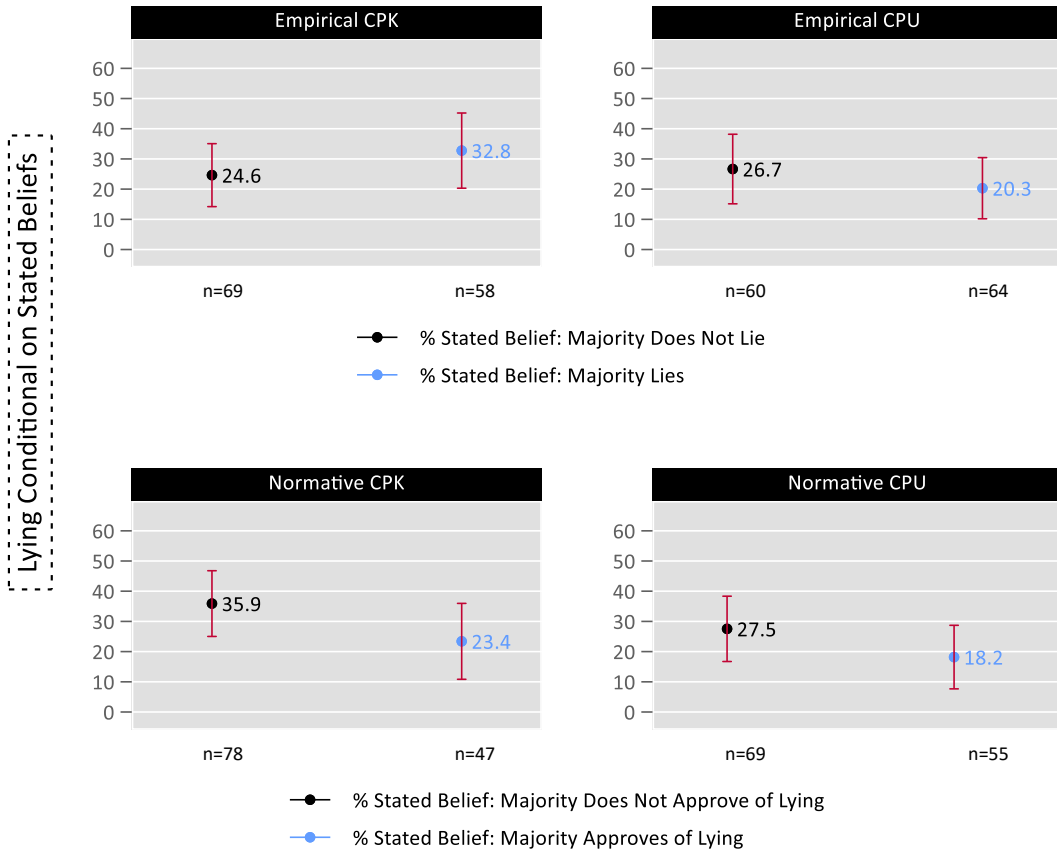 Lying Conditional on Stated Beliefs
Empirical CPK
60
50
40
30
20
10
0
24.6
32.8
n=69
n=58
Empirical CPU
60
50
40
30
20
10
0
26.7
20.3
n=60
n=64
% Stated Belief: Majority Does Not Lie
% Stated Belief: Majority Lies
Normative CPK
60
50
40
30
20
10
0
35.9
23.4
n=78
n=47
Normative CPU
60
50
40
30
20
10
0
27.5
18.2
n=69
n=55
% Stated Belief: Majority Does Not Approve of Lying
% Stated Belief: Majority Approves of Lying